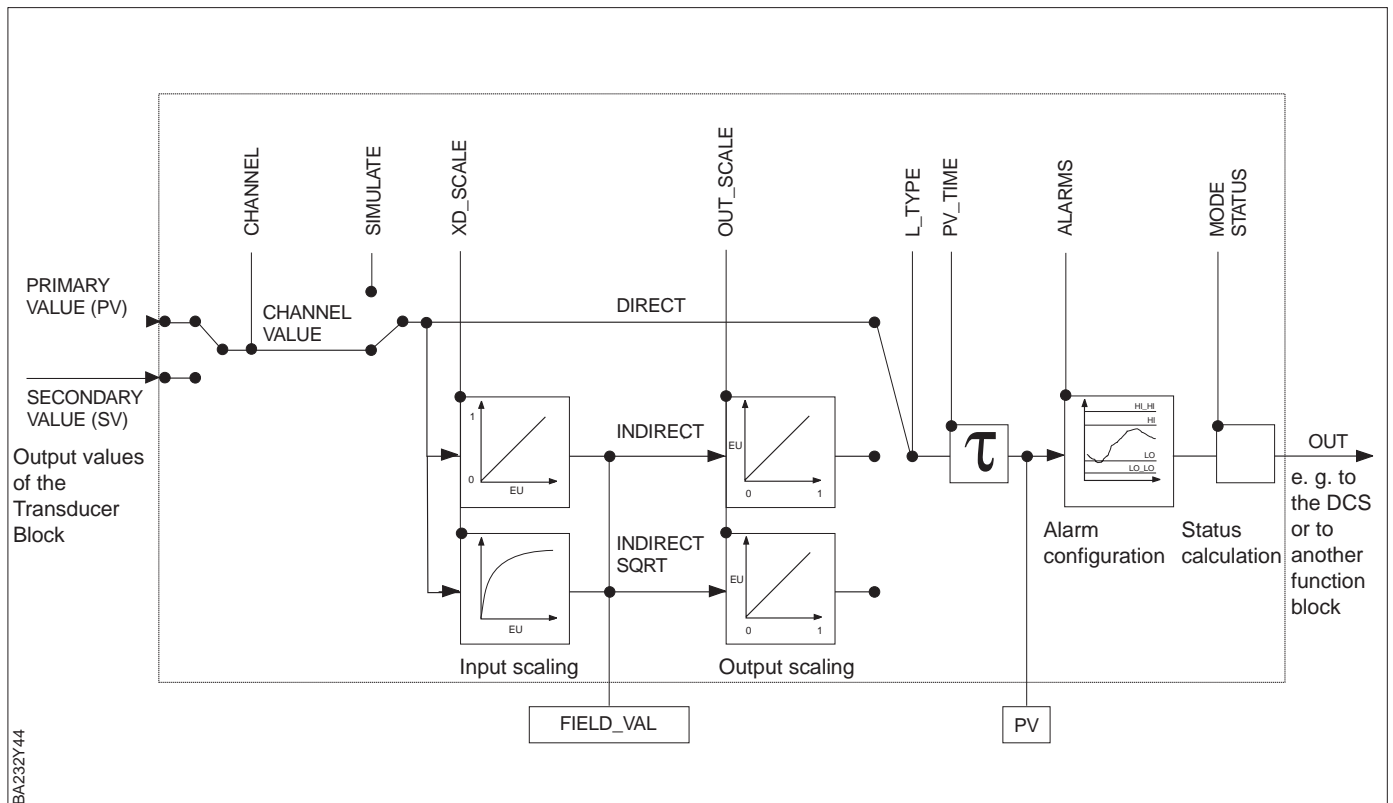 CHANNEL
SIMULATE
XD_SCALE
OUT_SCALE
L_TYPE
PV_TIME
ALARMS
MODE
STATUS
PRIMARY
VALUE (PV)
CHANNEL
VALUE
DIRECT
SECONDARY
VALUE (SV)
Output values
of the
Transducer
Block
1
0
EU
INDIRECT
EU
0
1
τ
HI_HI
HI
LO
LO_LO
OUT
e. g. to
the DCS
or to
another
function
block
Alarm
configuration
Status
calculation
EU
INDIRECT
SQRT
EU
0
1
Input scaling
Output scaling
FIELD_VAL
PV
BA232Y44